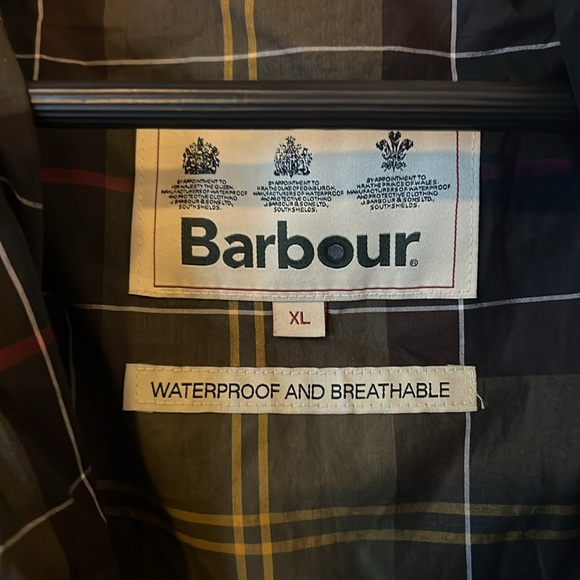 BY APPOINTMENT TO
HER MAJESTY THE QUEEN.
MANUFACTURERS OF WATERPROOF
AND PROTECTIVE CLOTHING
J. BARBOUR & SONS LTD.,
SOUTH SHIELDS.
BY APPOINTMENT TO
H.R.H. THE DUKE OF EDINBURGH.
MANUFACTURERS OF WATERPROOF
AND PROTECTIVE CLOTHING
J. BARBOUR & SONS LTD.,
SOUTH SHIELDS.
BY APPOINTMENT TO
H.R.H. THE PRINCE OF WALES.
MANUFACTURERS OF WATERPROOF
AND PROTECTIVE CLOTHING
J. BARBOUR & SONS LTD.,
SOUTH SHIELDS.
Barbour®
XL
WATERPROOF AND BREATHABLE